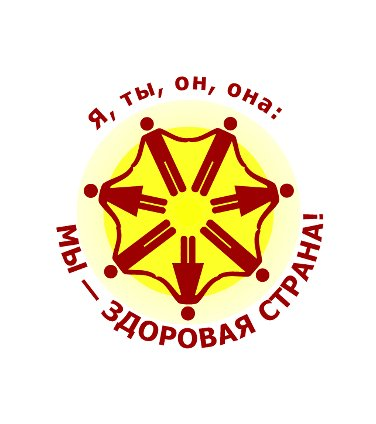 Я, ты, он, она:
МЫ — ЗДОРОВАЯ СТРАНА!